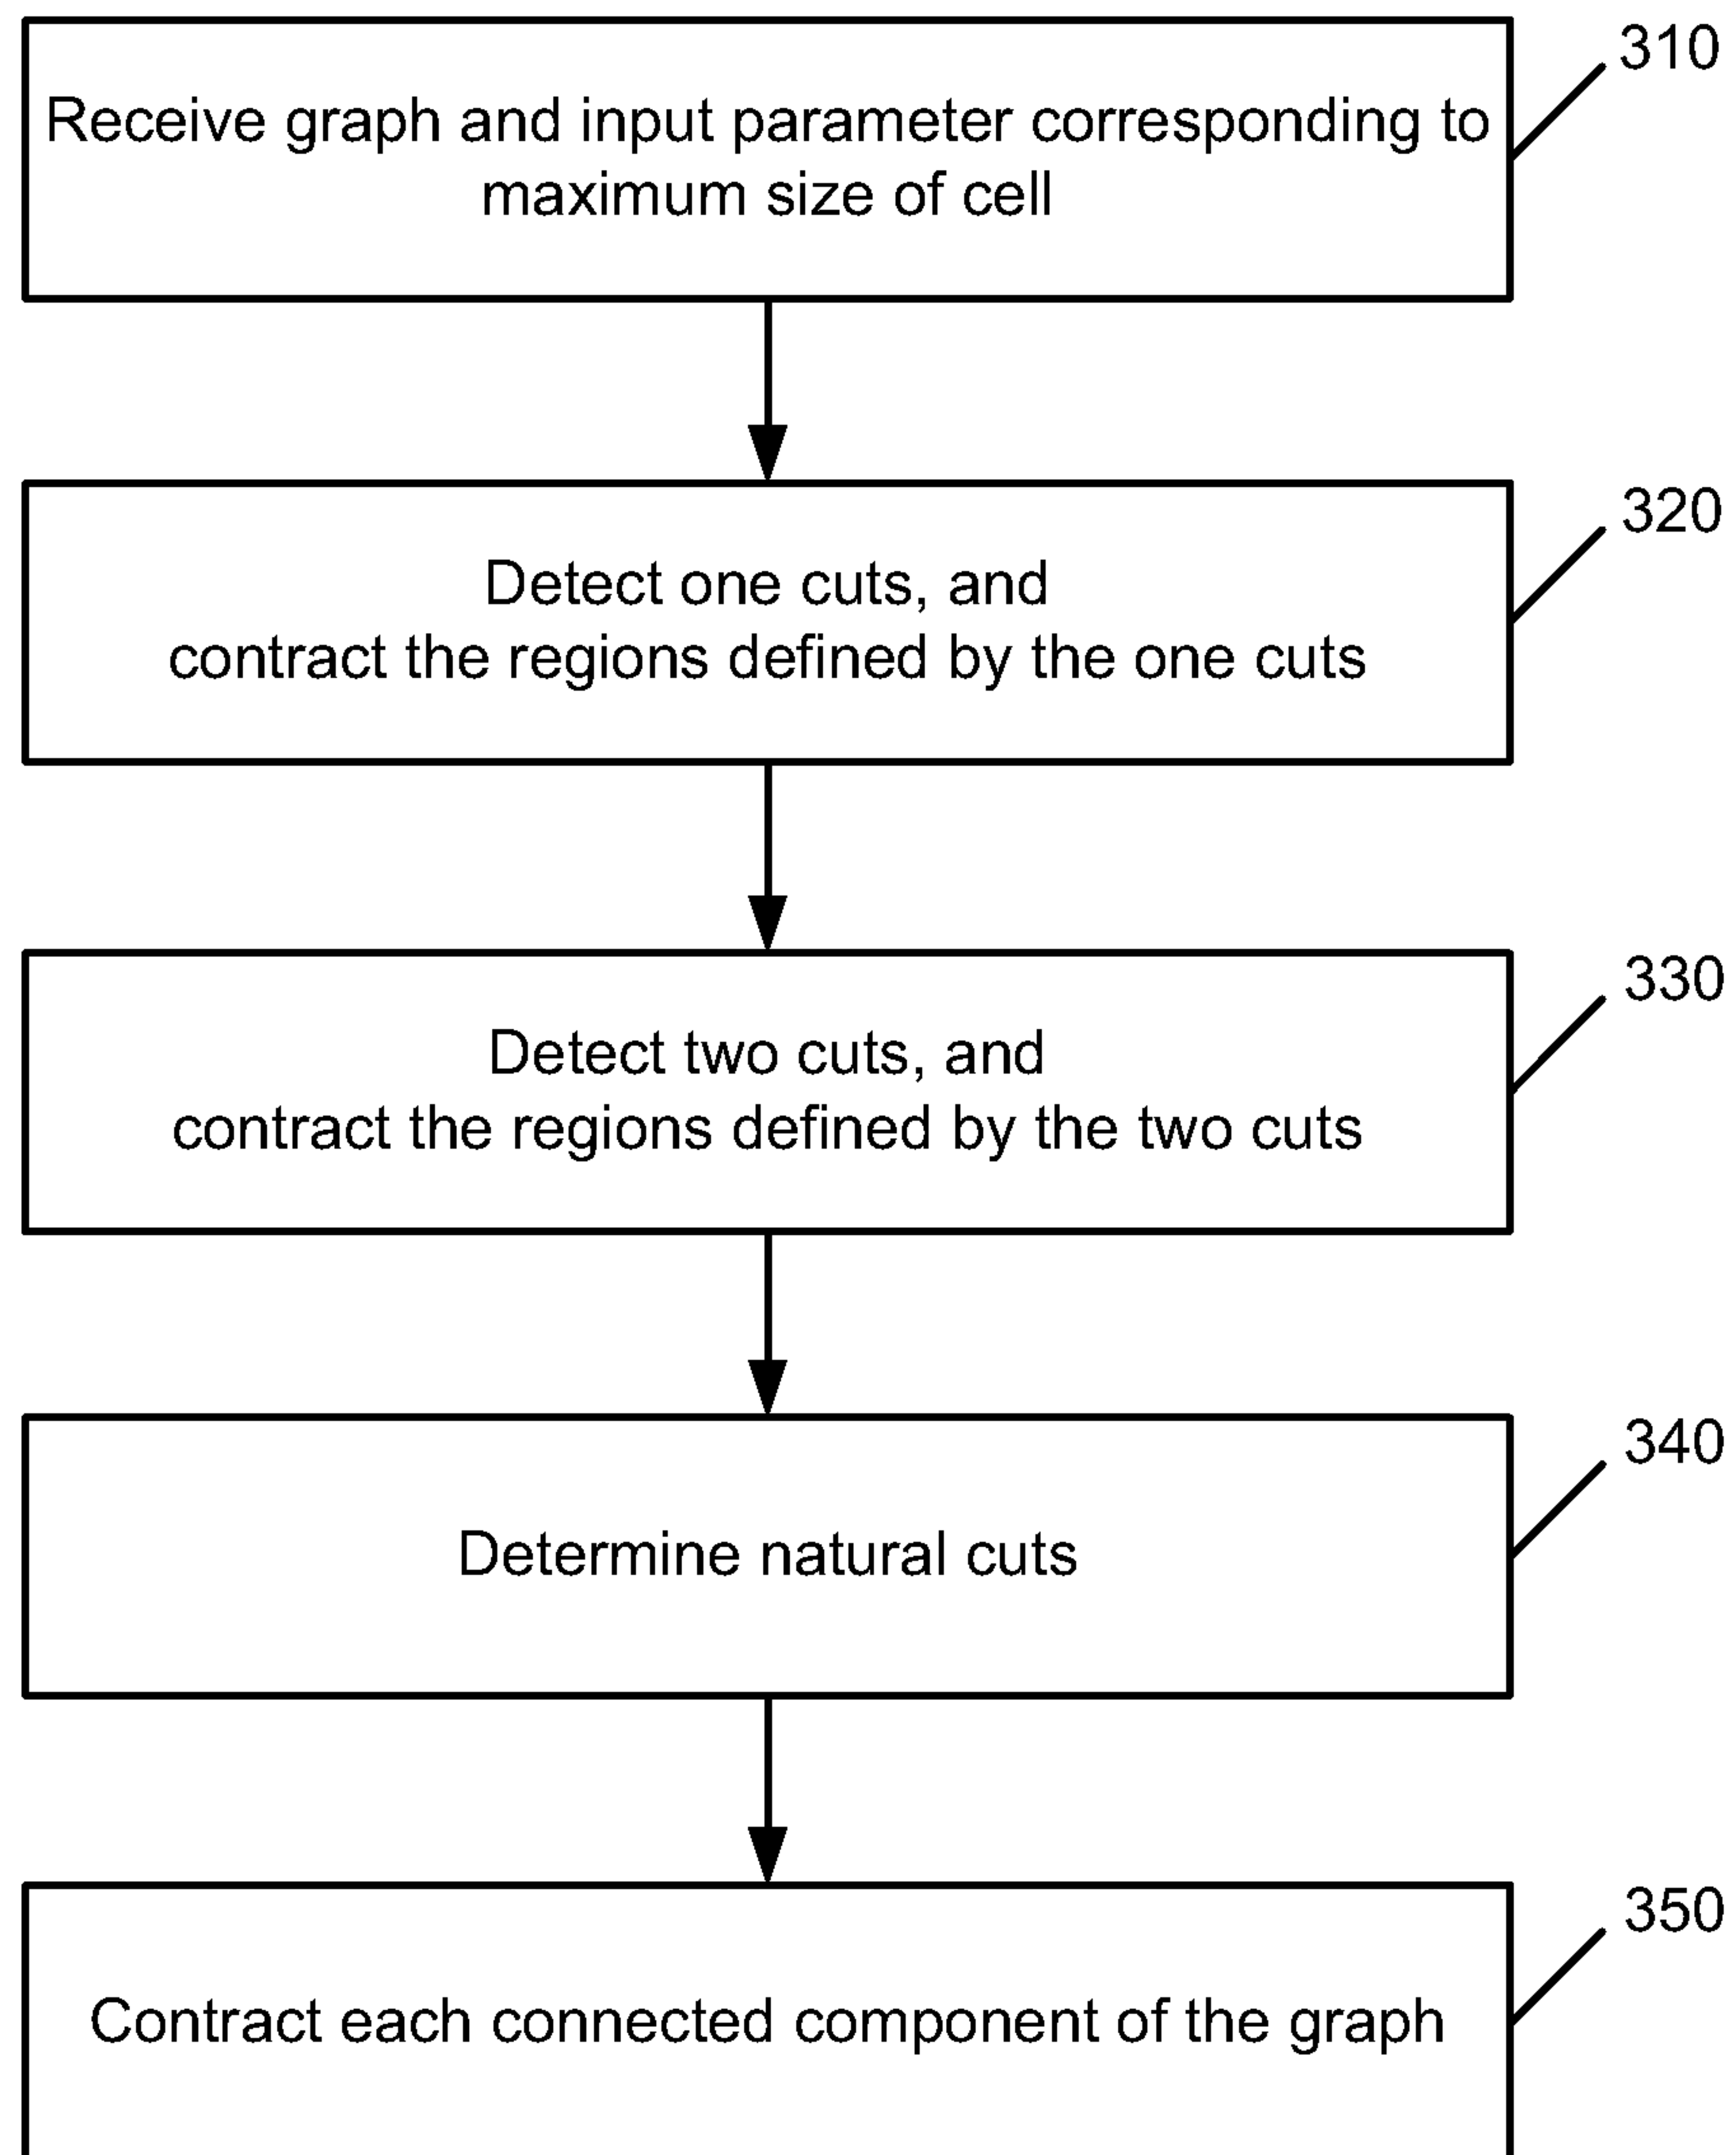 310
Receive graph and input parameter corresponding to
maximum size of cell
320
Detect one cuts, and
contract the regions defined by the one cuts
330
Detect two cuts, and
contract the regions defined by the two cuts
340
Determine natural cuts
350
Contract each connected component of the graph